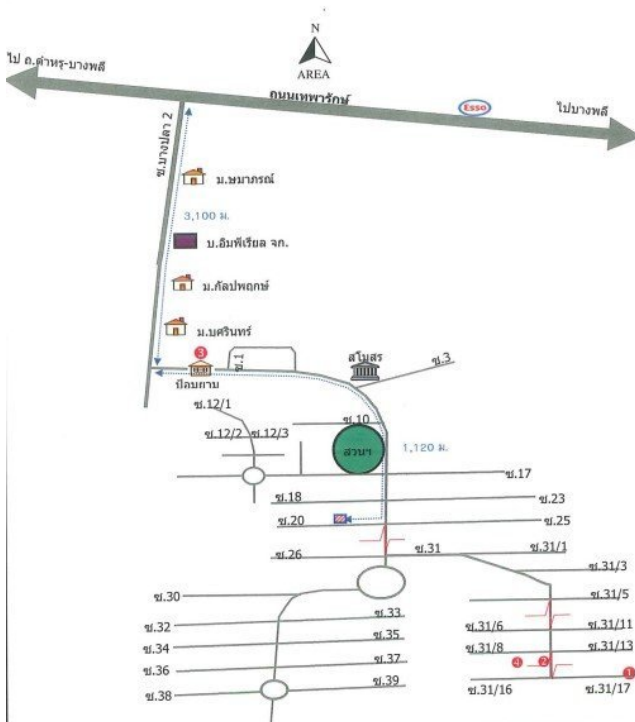 N
AREA
ไป ถ.ตำหรุ-บางพลี
ถนนเทพารักษ์
Esso
ไปบางพลี
ซ.บางปลา 2
ม.ษมาภรณ์
3,100 ม.
บ.อิมพีเรียล จก.
ม.กัลปพฤกษ์
ม.บศรินทร์
3
ป้อมยาม
ซ.1
สโมสร
ซ.3
ซ.12/1
ซ.10
ซ.12/2
ซ.12/3
สวนฯ
1,120 ม.
ซ.17
ซ.18
ซ.23
ซ.20
ซ.25
ซ.26
ซ.31
ซ.31/1
ซ.31/3
ซ.30
ซ.31/5
ซ.33
ซ.32
ซ.31/6
ซ.31/11
ซ.35
ซ.34
ซ.31/8
ซ.31/13
4
2
ซ.37
ซ.36
1
ซ.39
ซ.38
ซ.31/16
ซ.31/17